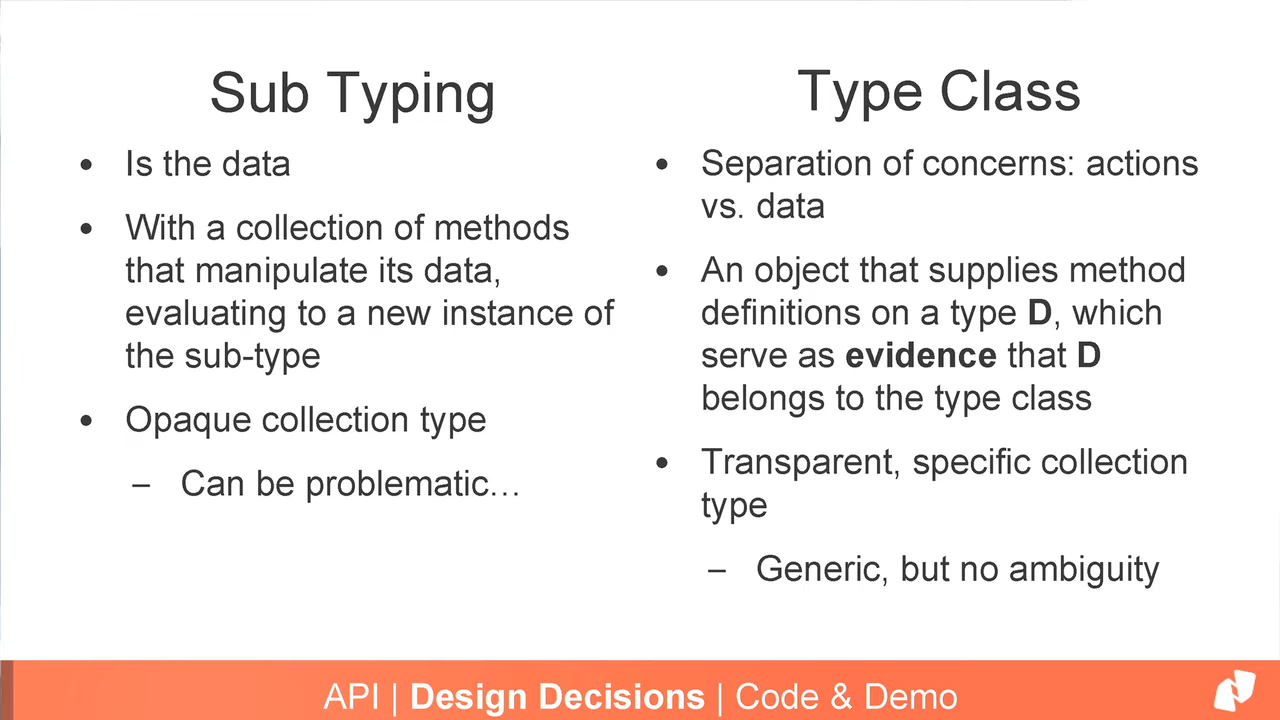 Sub Typing
• Is the data
• With a collection of methods
that manipulate its data,
evaluating to a new instance of
the sub-type
• Opaque collection type
– Can be problematic…
Type Class
• Separation of concerns: actions
vs. data
• An object that supplies method
definitions on a type D, which
serve as evidence that D
belongs to the type class
• Transparent, specific collection
type
– Generic, but no ambiguity
API | Design Decisions | Code & Demo